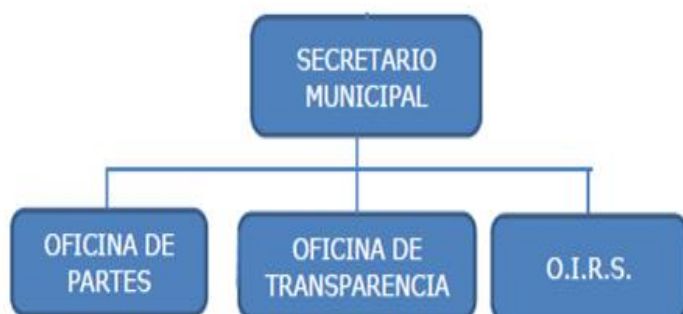 SECRETARIO
MUNICIPAL
OFICINA DE
PARTES
OFICINA DE
TRANSPARENCIA
O.I.R.S.